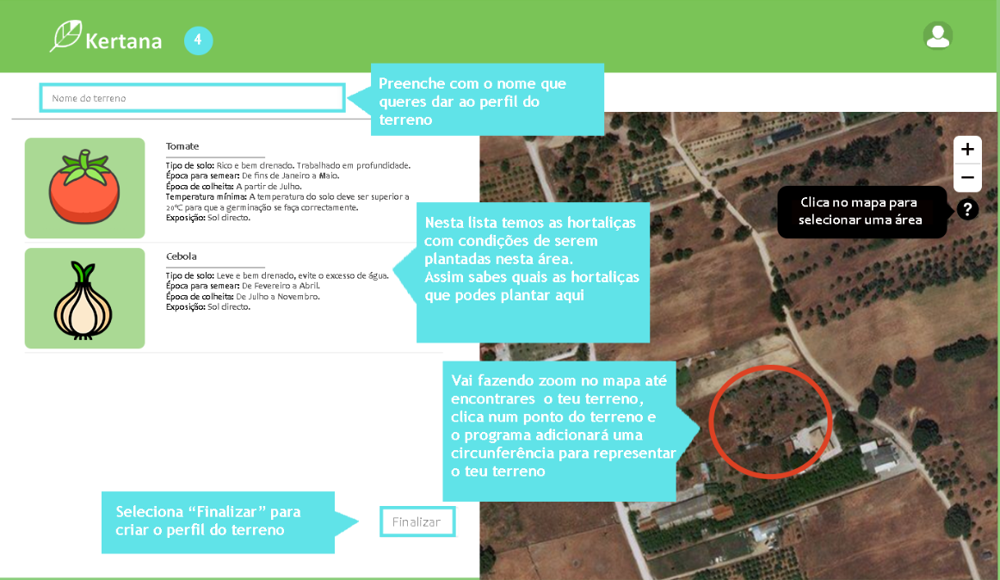 Kertana
4
Nome do terreno
Preenche com o nome que
queres dar ao perfil do
terreno
Tomate
Tipo de solo: Rico e bem drenado. Trabalhado em profundidade.
Época para semear: De fins de Janeiro a Maio.
Época de colheita: A partir de Julho.
Temperatura mínima: A temperatura do solo deve ser superior a
20ºC para que a germinação se faça correctamente.
Exposição: Sol directo.
Cebola
Tipo de solo: Leve e bem drenado, evite o excesso de água.
Época para semear: De Fevereiro a Abril.
Época de colheita: De Julho a Novembro.
Exposição: Sol directo.
Nesta lista temos as hortaliças
com condições de serem
plantadas nesta área.
Assim sabes quais as hortaliças
que podes plantar aqui
+
−
?
Clica no mapa para
selecionar uma área
Vai fazendo zoom no mapa até
encontrares o teu terreno,
clica num ponto do terreno e
o programa adicionará uma
circunferência para representar
o teu terreno
Seleciona “Finalizar” para
criar o perfil do terreno
Finalizar